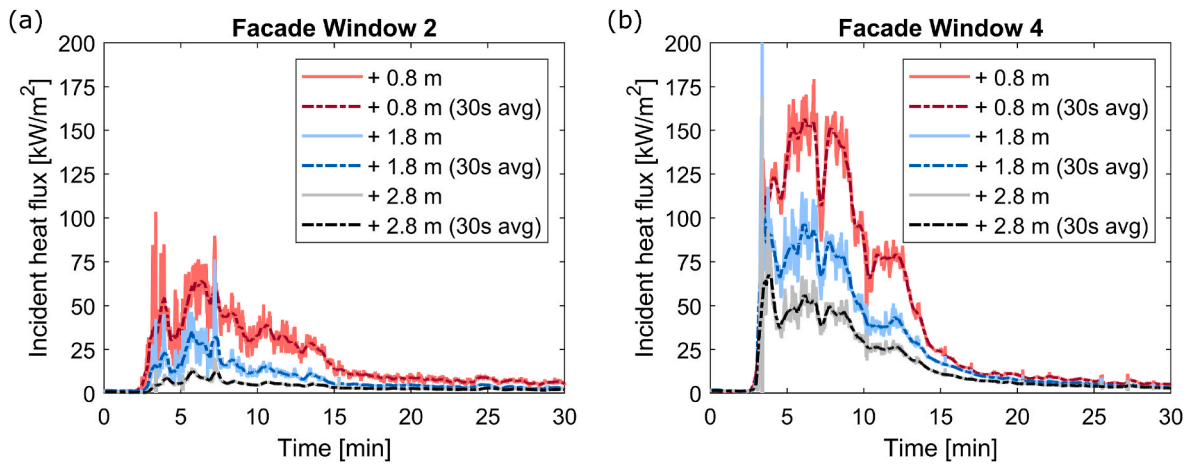 (a)
Facade Window 2
Incident heat flux [kW/m²]
200
175
150
125
100
75
50
25
0
+ 0.8 m
+ 0.8 m (30s avg)
+ 1.8 m
+ 1.8 m (30s avg)
+ 2.8 m
+ 2.8 m (30s avg)
0 5 10 15 20 25 30
Time [min]
(b)
Facade Window 4
Incident heat flux [kW/m²]
200
175
150
125
100
75
50
25
0
+ 0.8 m
+ 0.8 m (30s avg)
+ 1.8 m
+ 1.8 m (30s avg)
+ 2.8 m
+ 2.8 m (30s avg)
0 5 10 15 20 25 30
Time [min]